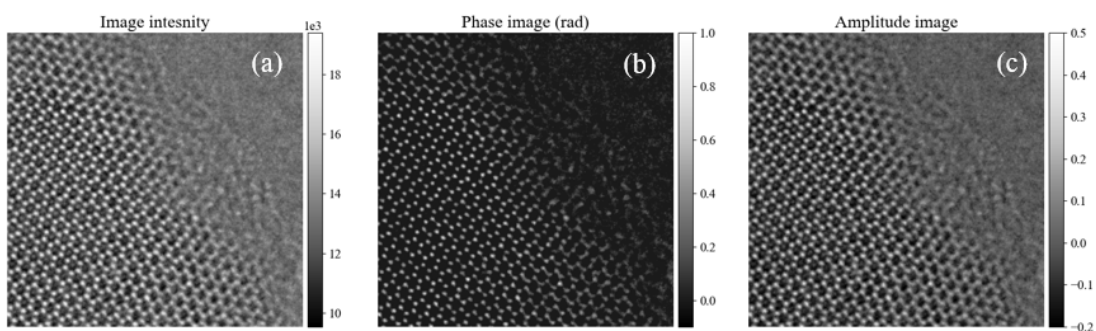 Image intesnity
1e3
(a)
18
16
14
12
10
Phase image (rad)
(b)
1.0
0.8
0.6
0.4
0.2
0.0
Amplitude image
(c)
0.5
0.4
0.3
0.2
0.1
0.0
−0.1
−0.2